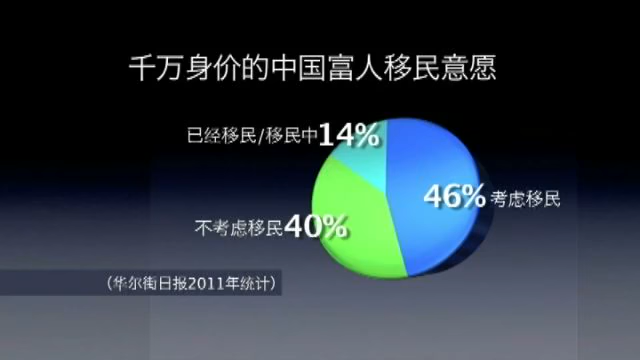 千万身价的中国富人移民意愿
已经移民/移民中14%
46%考虑移民
不考虑移民40%
（华尔街日报2011年统计）